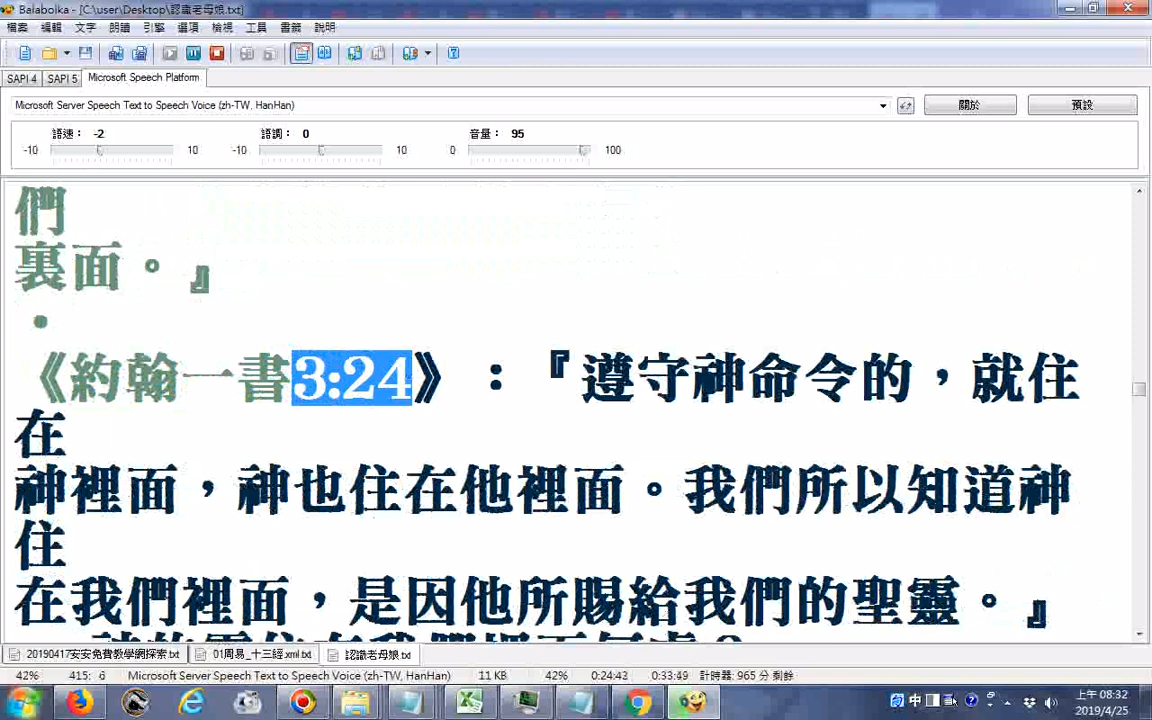 Balabolka - [C:\user\Desktop\認識老母娘.txt]
檔案 編輯 文字 朗讀 引擎 選項 檢視 工具 書籤 說明
SAPI 4 SAPI 5 Microsoft Speech Platform
Microsoft Server Speech Text to Speech Voice (zh-TW, HanHan) 關於 預設
語速： -2 語調： 0 音量： 95
-10 10 -10 10 0 100
們
裏面。』
•
《約翰一書3:24》：『遵守神命令的，就住
在
神裡面，神也住在他裡面。我們所以知道神
住
在我們裡面，是因他所賜給我們的聖靈。』
20190417安安免費教學網探索.txt 01周易_十三經.xml.txt 認識老母娘.txt
42% 415: 6 Microsoft Server Speech Text to Speech Voice (zh-TW, HanHan) 11 KB 42% 0:24:43 0:33:49 計時器: 965 分 剩餘
中 上午 08:32
2019/4/25